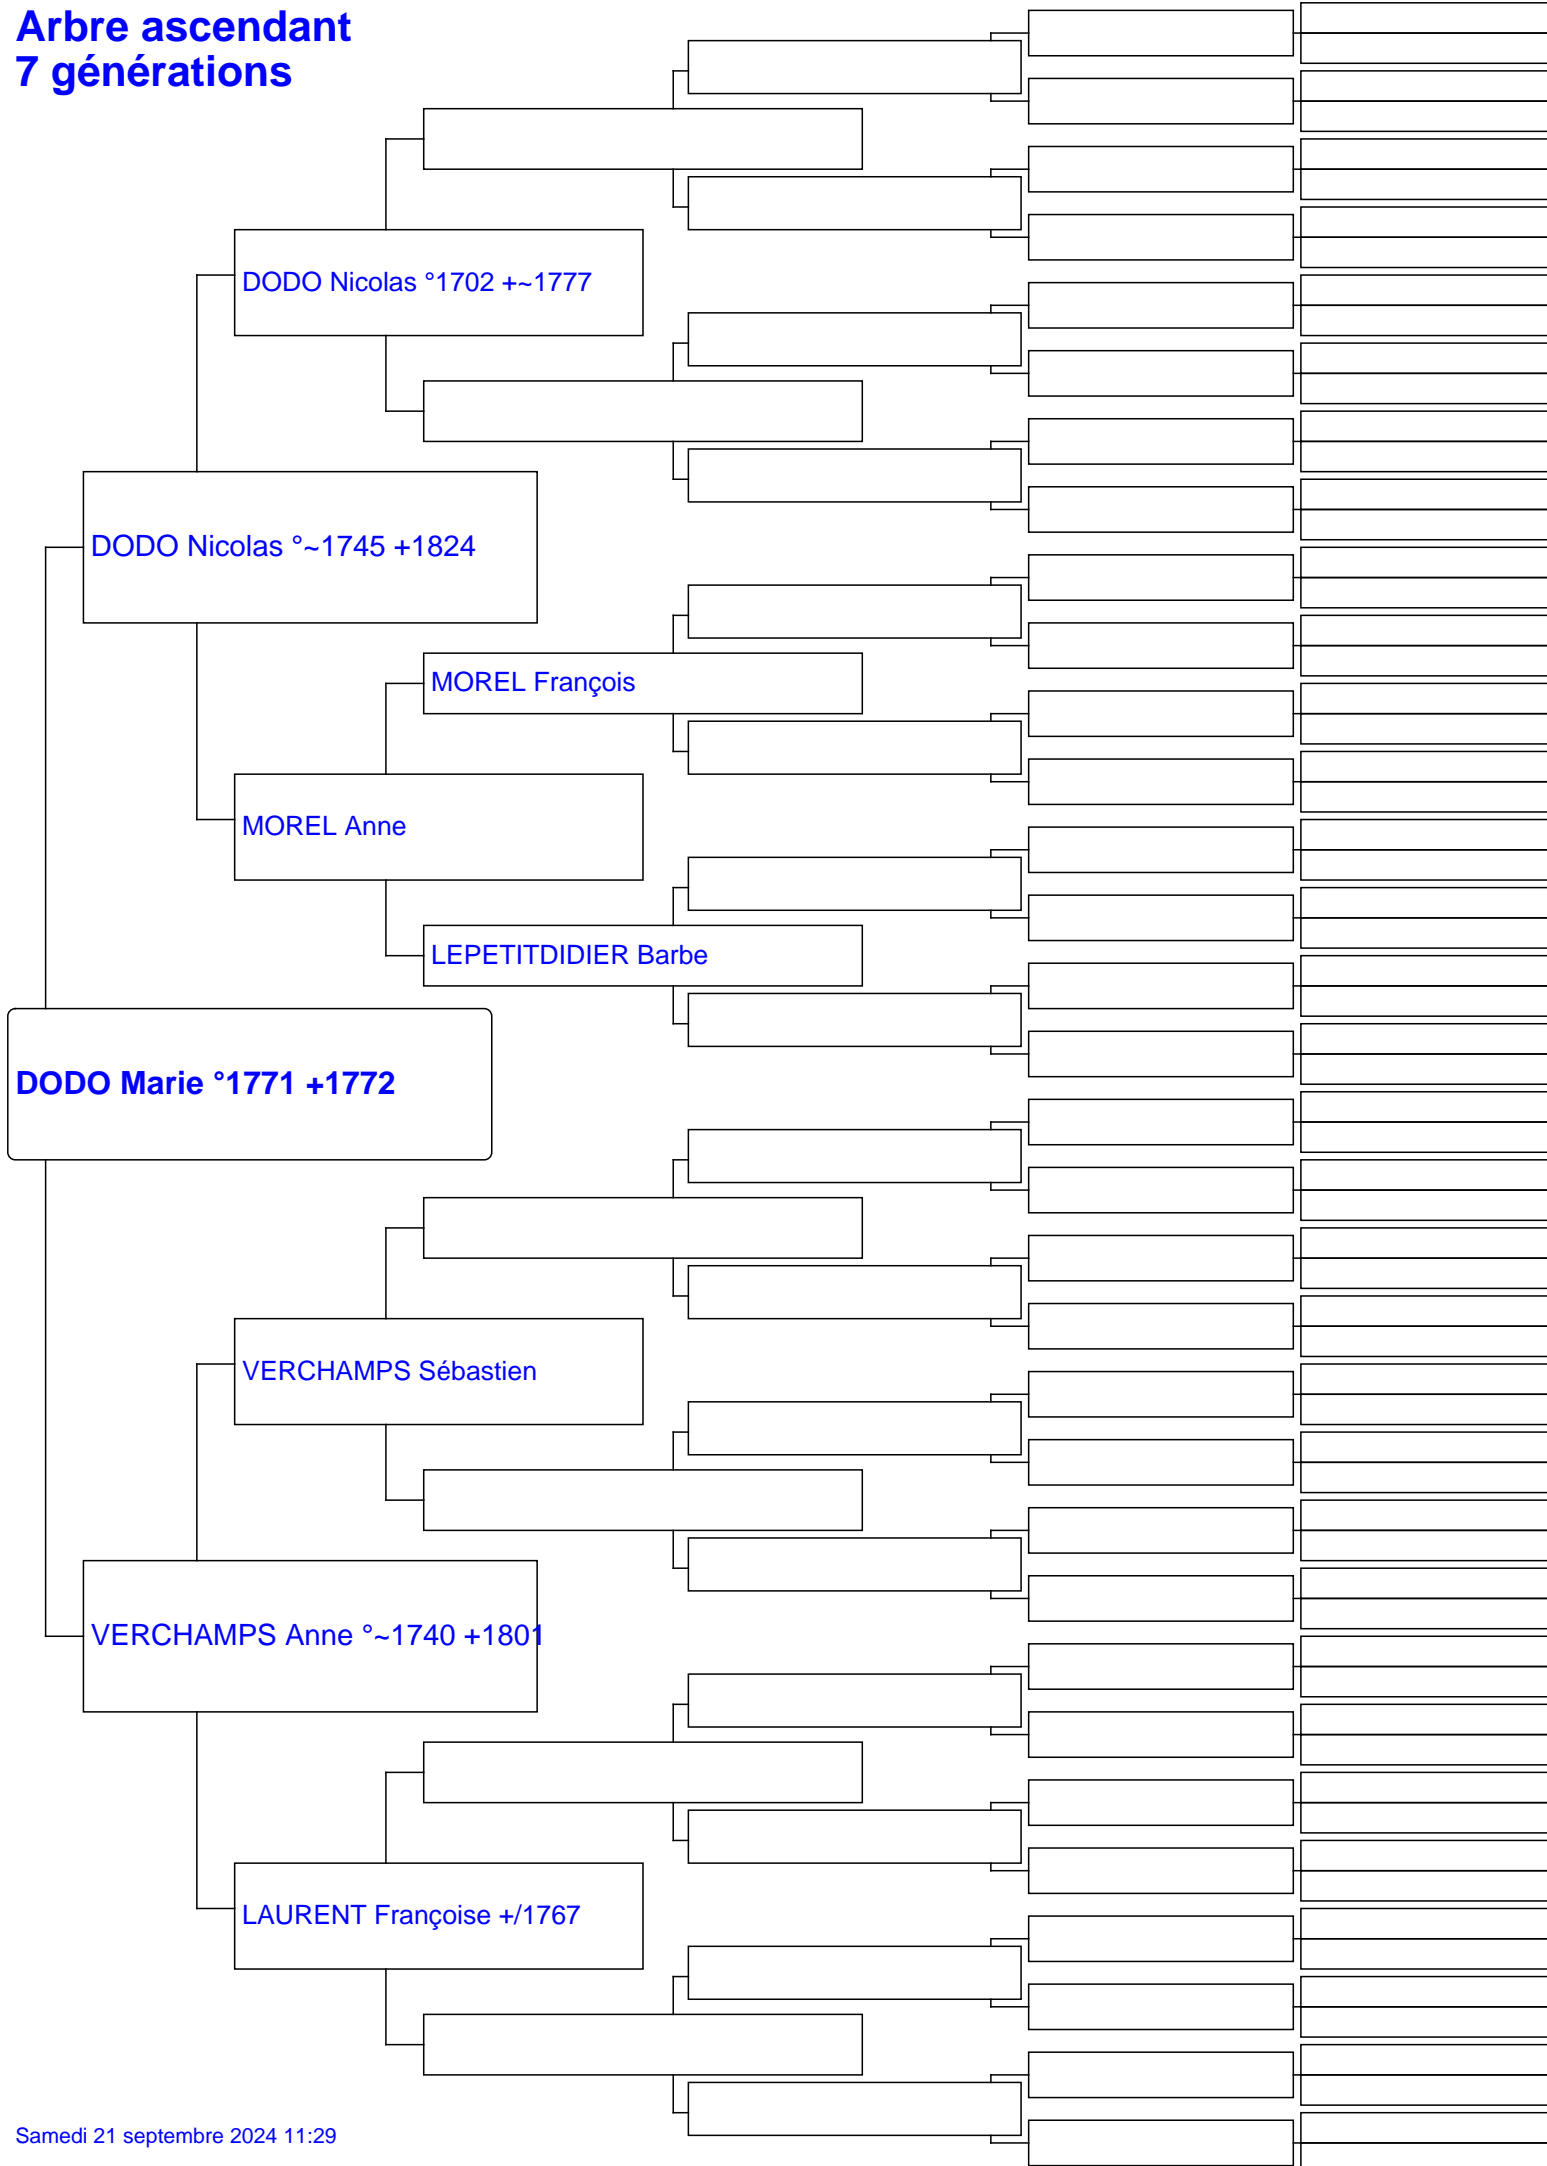 Arbre ascendant
7 générations
DODO Nicolas °1702 +~1777
DODO Nicolas °~1745 +1824
MOREL François
MOREL Anne
LEPETITDIDIER Barbe
DODO Marie °1771 +1772
VERCHAMPS Sébastien
VERCHAMPS Anne °~1740 +1801
LAURENT Françoise +/1767
Samedi 21 septembre 2024 11:29